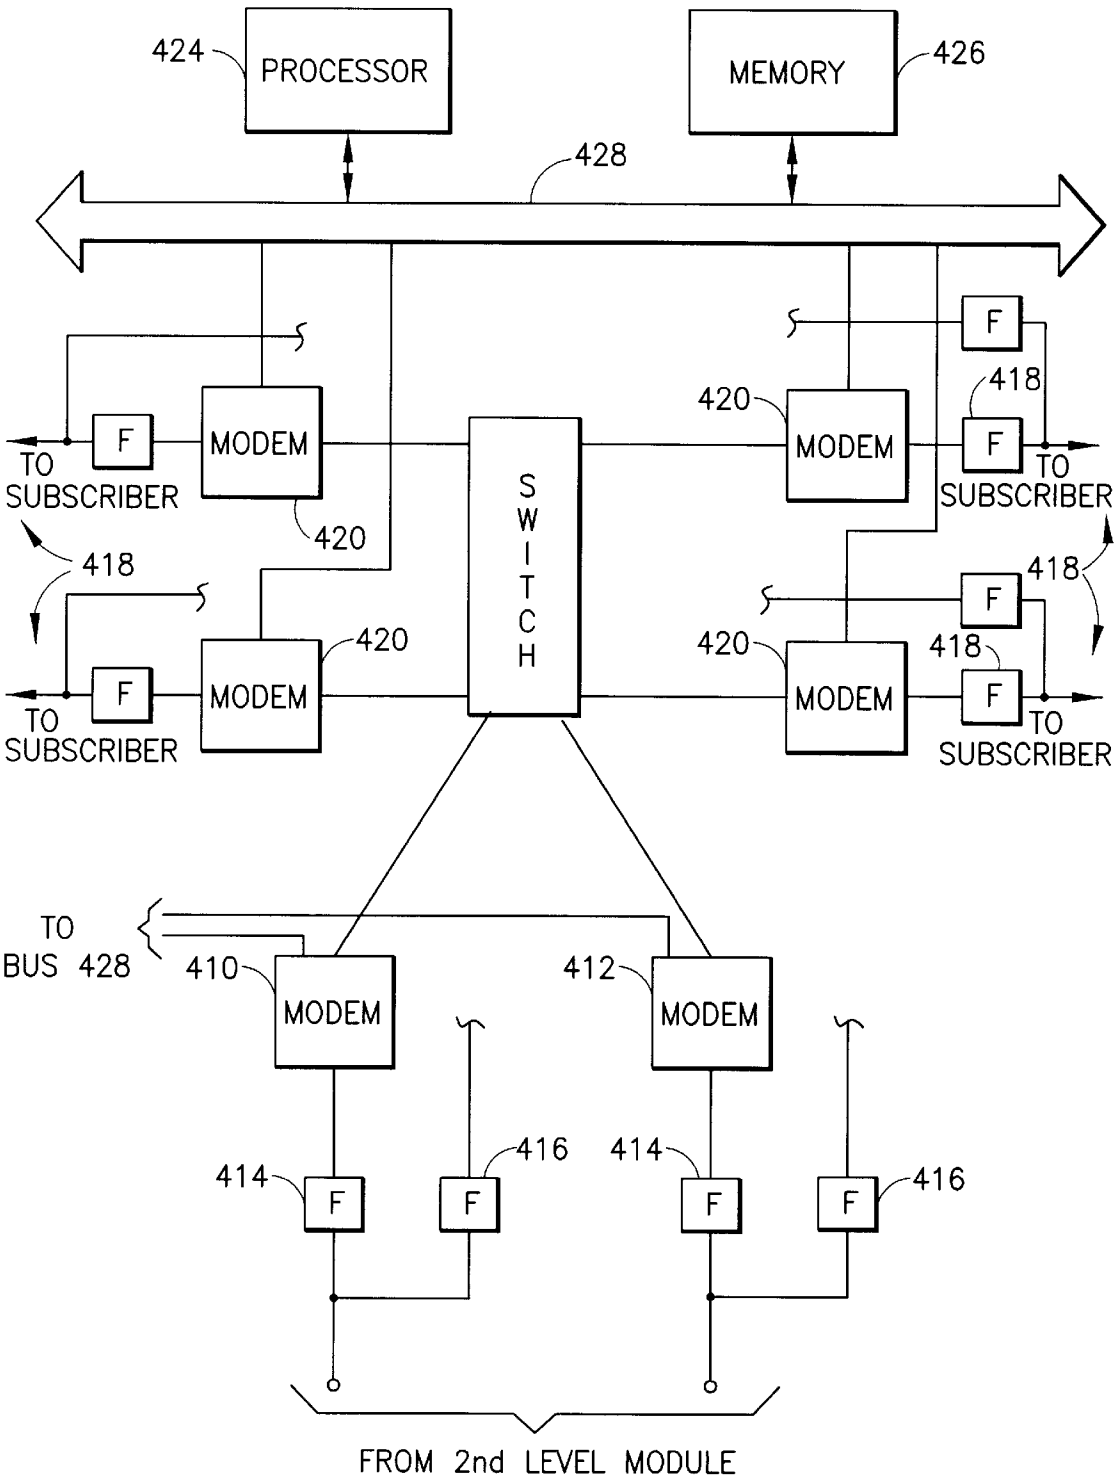 424
PROCESSOR
MEMORY
426
428
F
420
418
MODEM
MODEM
F
F
TO
SUBSCRIBER
420
SWITCH
TO
SUBSCRIBER
418
418
F
420
420
418
F
MODEM
MODEM
F
TO
SUBSCRIBER
TO
SUBSCRIBER
TO
BUS 428
410
MODEM
412
MODEM
414
F
416
F
414
F
416
F
FROM 2nd LEVEL MODULE